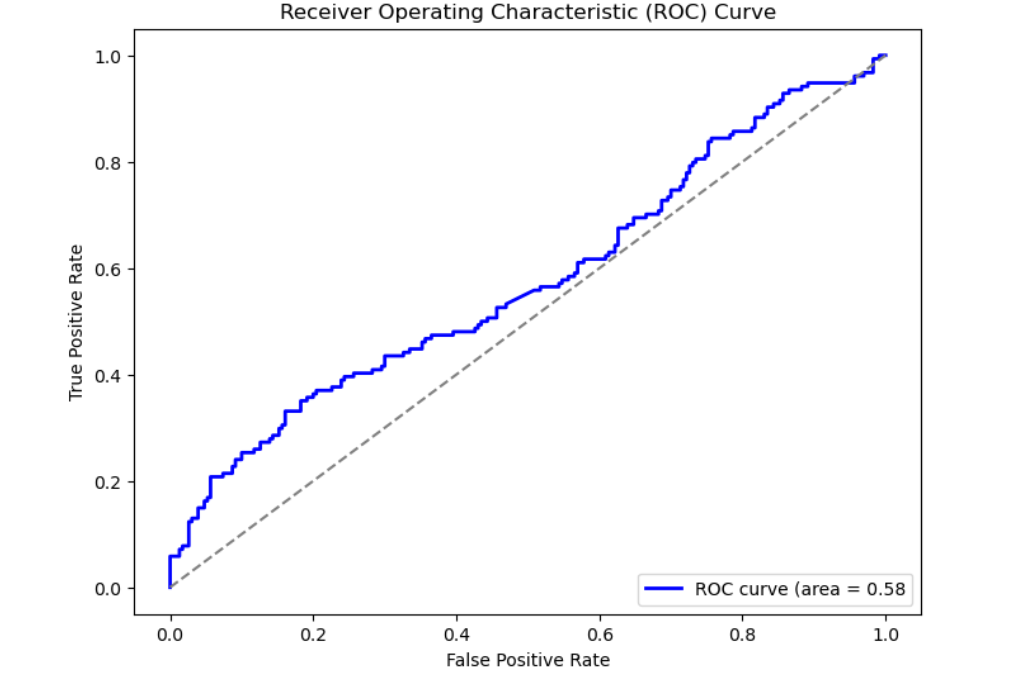 Receiver Operating Characteristic (ROC) Curve
1.0
0.8
0.6
0.4
0.2
0.0
True Positive Rate
ROC curve (area = 0.58
0.0 0.2 0.4 0.6 0.8 1.0
False Positive Rate